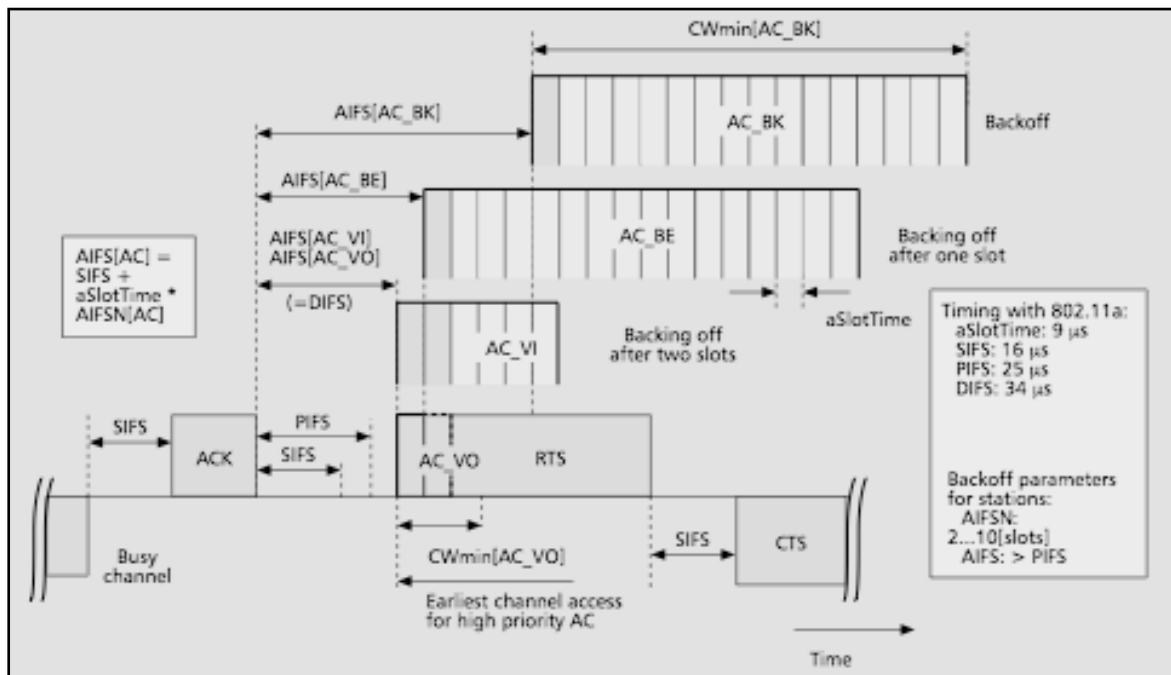 CWmin[AC_BK]
AIFS[AC_BK]
AC_BK
Backoff
AIFS[AC_BE]
AC_BE
Backing off
after one slot
AIFS[AC_VI]
AIFS[AC_VO]
(=DIFS)
AIFS[AC] =
SIFS +
aSlotTime *
AIFSN[AC]
aSlotTime
AC_VI
Backing off
after two slots
Timing with 802.11a:
aSlotTime: 9 µs
SIFS: 16 µs
PIFS: 25 µs
DIFS: 34 µs
Backoff parameters
for stations:
AIFSN:
2...10[slots]
AIFS: > PIFS
SIFS
ACK
PIFS
SIFS
AC_VO
RTS
Busy
channel
CWmin[AC_VO]
SIFS
CTS
Earliest channel access
for high priority AC
Time